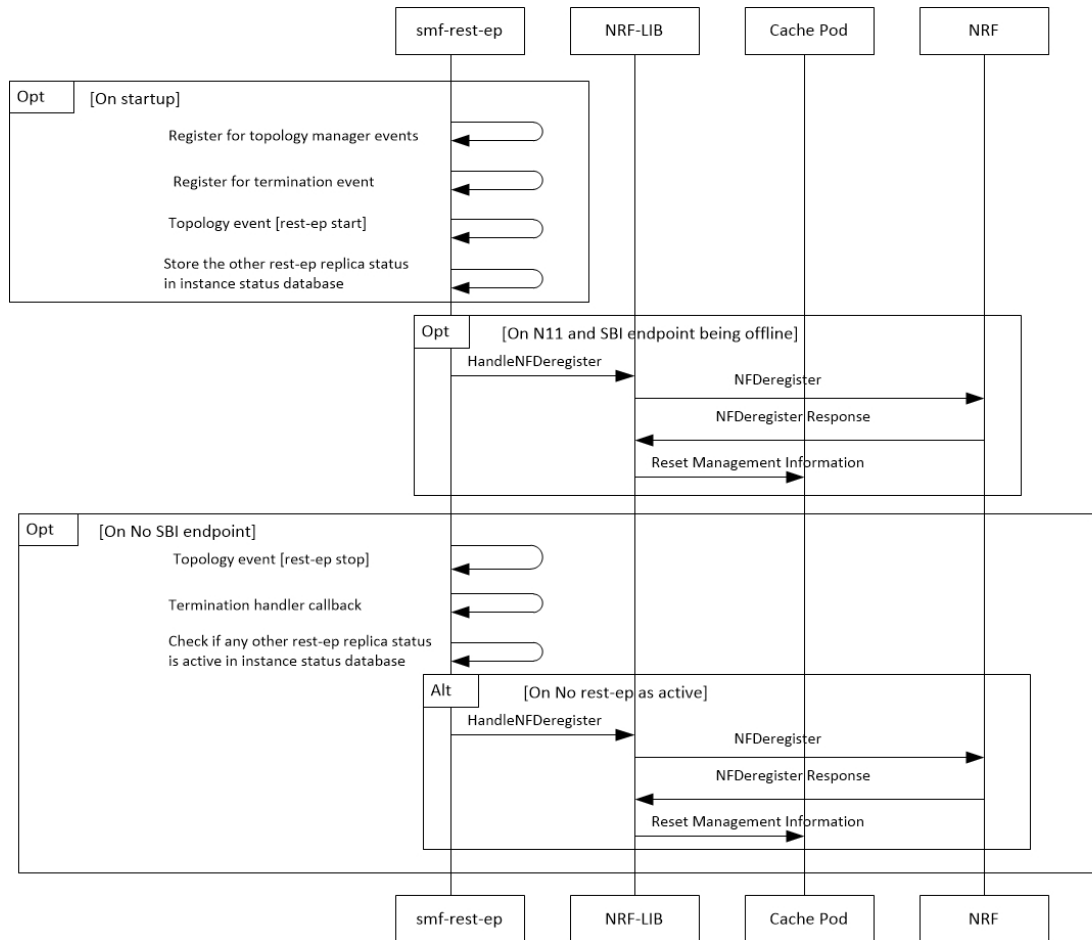 smf-rest-ep
NRF-LIB
Cache Pod
NRF
Opt
[On startup]
Register for topology manager events
Register for termination event
Topology event [rest-ep start]
Store the other rest-ep replica status
in instance status database
Opt
[On N11 and SBI endpoint being offline]
HandleNFDeregister
NFDeregister
NFDeregister Response
Reset Management Information
Opt
[On No SBI endpoint]
Topology event [rest-ep stop]
Termination handler callback
Check if any other rest-ep replica status
is active in instance status database
Alt
[On No rest-ep as active]
HandleNFDeregister
NFDeregister
NFDeregister Response
Reset Management Information
smf-rest-ep
NRF-LIB
Cache Pod
NRF